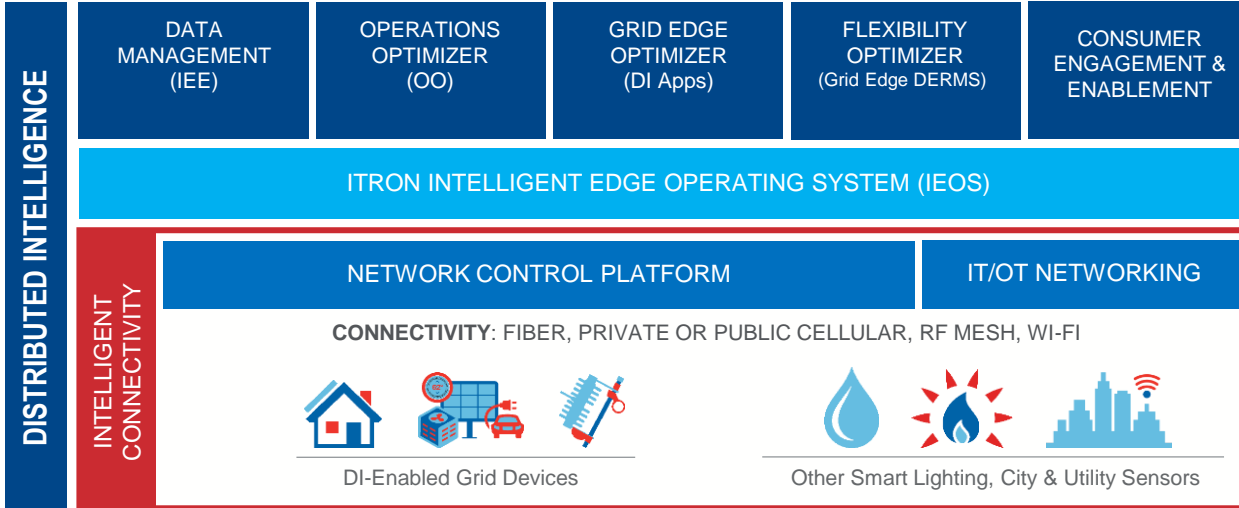 DISTRIBUTED INTELLIGENCE
DATA
MANAGEMENT
(IEE)
OPERATIONS
OPTIMIZER
(OO)
GRID EDGE
OPTIMIZER
(DI Apps)
FLEXIBILITY
OPTIMIZER
(Grid Edge DERMS)
CONSUMER
ENGAGEMENT &
ENABLEMENT
ITRON INTELLIGENT EDGE OPERATING SYSTEM (IEOS)
INTELLIGENT
CONNECTIVITY
NETWORK CONTROL PLATFORM
IT/OT NETWORKING
CONNECTIVITY: FIBER, PRIVATE OR PUBLIC CELLULAR, RF MESH, WI-FI
DI-Enabled Grid Devices
Other Smart Lighting, City & Utility Sensors